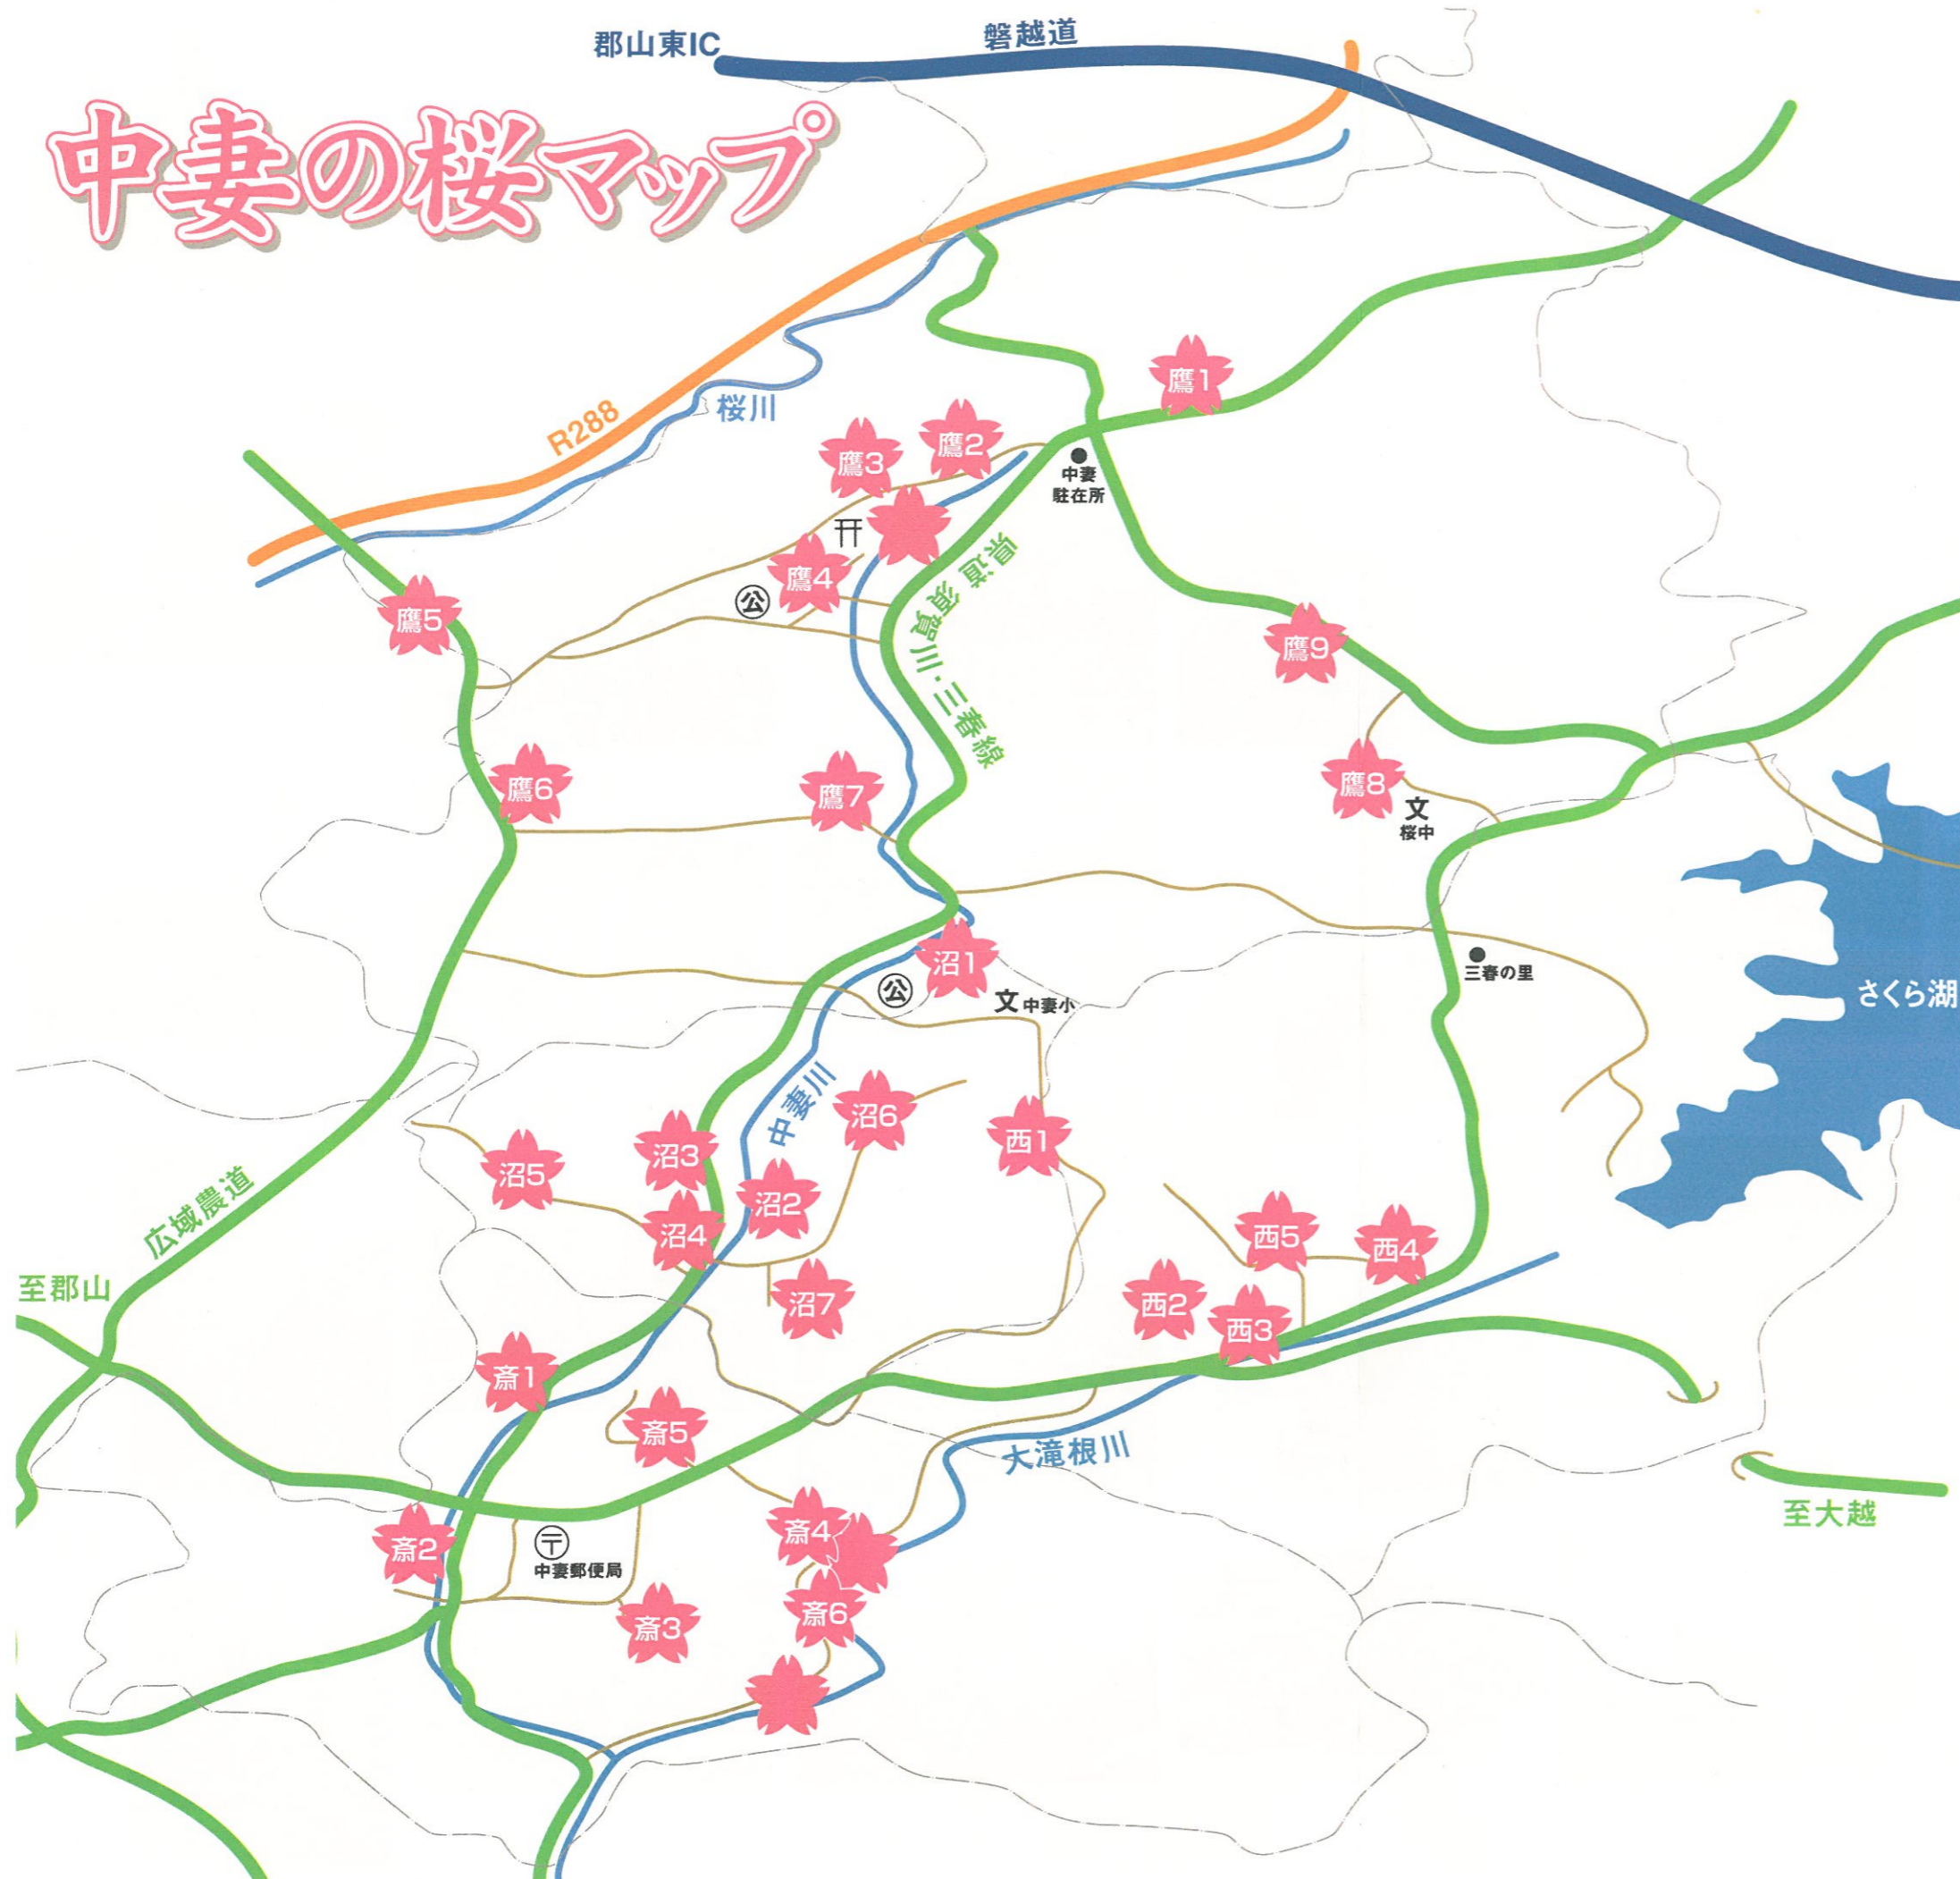 郡山東IC
磐越道
中妻の桜マップ
R288
桜川
鷹1
鷹2
鷹3
中妻
駐在所
鷹4
公
県道 須賀川・三春線
鷹5
鷹9
鷹6
鷹7
鷹8
文
桜中
沼1
公
文 中妻小
三春の里
さくら湖
中妻川
沼6
西1
沼3
沼5
沼2
沼4
広域農道
西5
西4
至郡山
沼7
西2
西3
斎1
斎5
大滝根川
至大越
斎4
斎2
〒
中妻郵便局
斎6
斎3